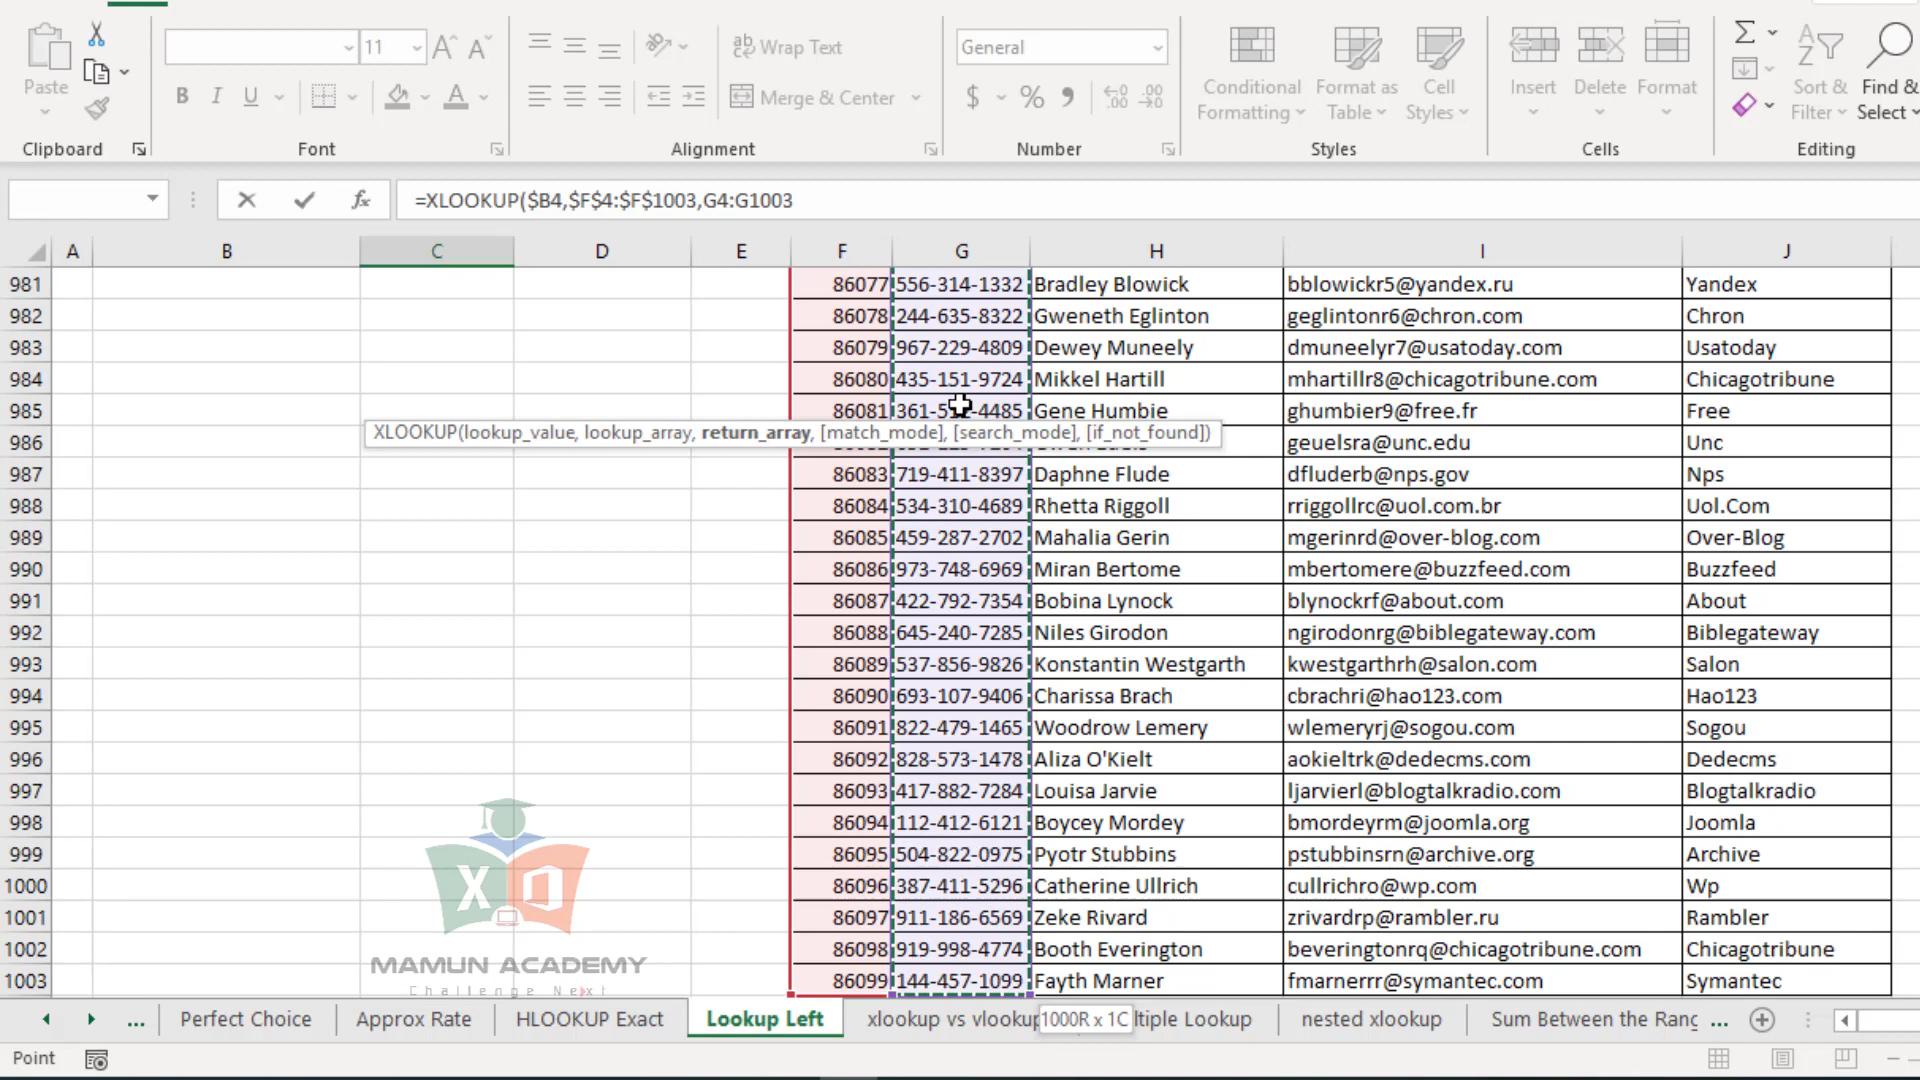 Paste
Clipboard
11
A A
B I U A
Font
ab Wrap Text
Merge & Center
Alignment
General
$ % 9 .00
Number
Conditional Formatting
Format as Table
Cell Styles
Styles
Insert Delete Format
Cells
Sort & Filter
Find & Select
Editing
fx =XLOOKUP($B4,$F$4:$F$1003,G4:G1003
A B C D E F G H I J
981 86077 556-314-1332 Bradley Blowick bblowickr5@yandex.ru Yandex
982 86078 244-635-8322 Gweneth Eglinton geglintonr6@chron.com Chron
983 86079 967-229-4809 Dewey Muneely dmuneelyr7@usatoday.com Usatoday
984 86080 435-151-9724 Mikkel Hartill mhartillr8@chicagotribune.com Chicagotribune
985 86081 Gene Humbie ghumbier9@free.fr Free
XLOOKUP(lookup_value, lookup_array, return_array, [match_mode], [search_mode], [if_not_found])
986 geuelsra@unc.edu Unc
987 86083 719-411-8397 Daphne Flude dfluderb@nps.gov Nps
988 86084 534-310-4689 Rhetta Riggoll rriggollrc@uol.com.br Uol.Com
989 86085 459-287-2702 Mahalia Gerin mgerinrd@over-blog.com Over-Blog
990 86086 973-748-6969 Miran Bertome mbertomere@buzzfeed.com Buzzfeed
991 86087 422-792-7354 Bobina Lynock blynockrf@about.com About
992 86088 645-240-7285 Niles Girodon ngirodonrg@biblegateway.com Biblegateway
993 86089 537-856-9826 Konstantin Westgarth kwestgarthrh@salon.com Salon
994 86090 693-107-9406 Charissa Brach cbrachri@hao123.com Hao123
995 86091 822-479-1465 Woodrow Lemery wlemeryrj@sogou.com Sogou
996 86092 828-573-1478 Aliza O'Kielt aokieltrk@dedecms.com Dedecms
997 86093 417-882-7284 Louisa Jarvie ljarvierl@blogtalkradio.com Blogtalkradio
998 86094 112-412-6121 Boycey Mordey bmordeyrm@joomla.org Joomla
999 86095 504-822-0975 Pyotr Stubbins pstubbinsrn@archive.org Archive
1000 86096 387-411-5296 Catherine Ullrich cullrichro@wp.com Wp
1001 86097 911-186-6569 Zeke Rivard zrivardrp@rambler.ru Rambler
1002 86098 919-998-4774 Booth Everington beveringtonrq@chicagotribune.com Chicagotribune
1003 86099 144-457-1099 Fayth Marner fmarnerrr@symantec.com Symantec
X
MAMUN ACADEMY
Challenge Next
... Perfect Choice Approx Rate HLOOKUP Exact Lookup Left xlookup vs vlookup 1000R x 1C ltiple Lookup nested xlookup Sum Between the Rang ...
Point